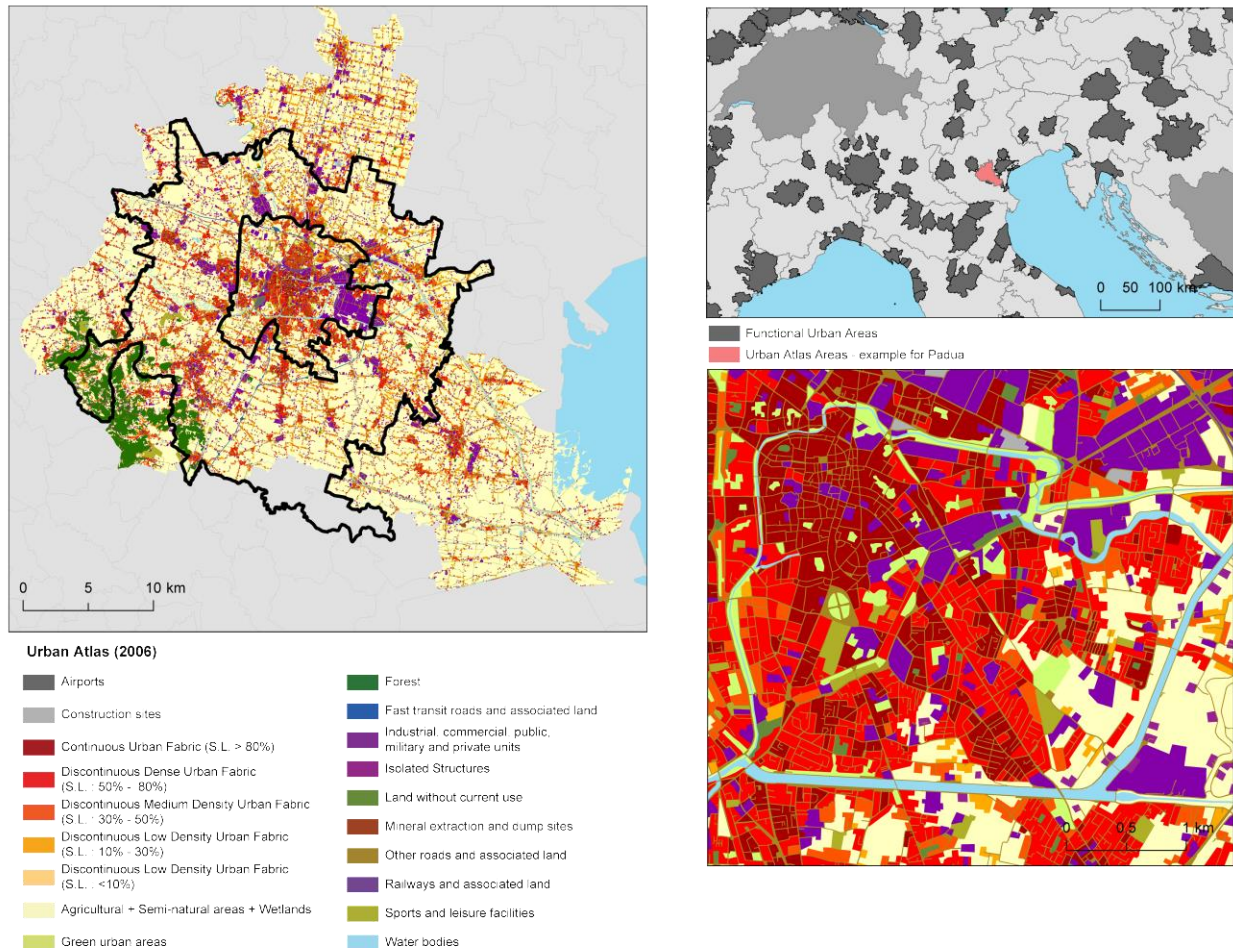 0 5 10 km
Urban Atlas (2006)
Airports
Construction sites
Continuous Urban Fabric (S.L. > 80%)
Discontinuous Dense Urban Fabric
(S.L. : 50% - 80%)
Discontinuous Medium Density Urban Fabric
(S.L. : 30% - 50%)
Discontinuous Low Density Urban Fabric
(S.L. : 10% - 30%)
Discontinuous Low Density Urban Fabric
(S.L. : <10%)
Agricultural + Semi-natural areas + Wetlands
Green urban areas
Forest
Fast transit roads and associated land
Industrial, commercial, public,
military and private units
Isolated Structures
Land without current use
Mineral extraction and dump sites
Other roads and associated land
Railways and associated land
Sports and leisure facilities
Water bodies
0 50 100 km
Functional Urban Areas
Urban Atlas Areas - example for Padua
0 0,5 1 km